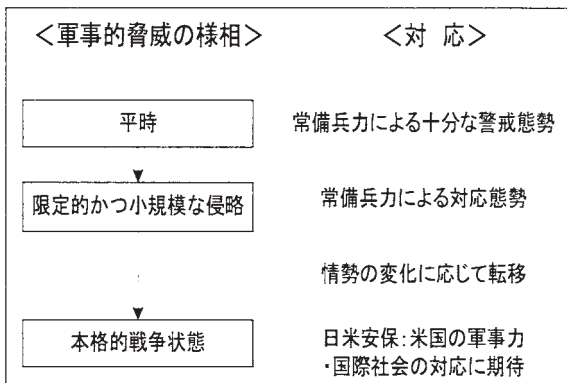 ＜軍事的脅威の様相＞ ＜対 応＞
平時 常備兵力による十分な警戒態勢
限定的かつ小規模な侵略 常備兵力による対応態勢
情勢の変化に応じて転移
本格的戦争状態 日米安保：米国の軍事力
・国際社会の対応に期待